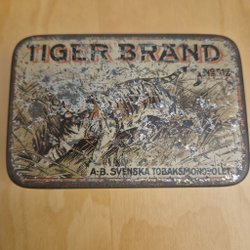 TIGER BRAND
A-B. SVENSKA TOBAKSMONOPOLET